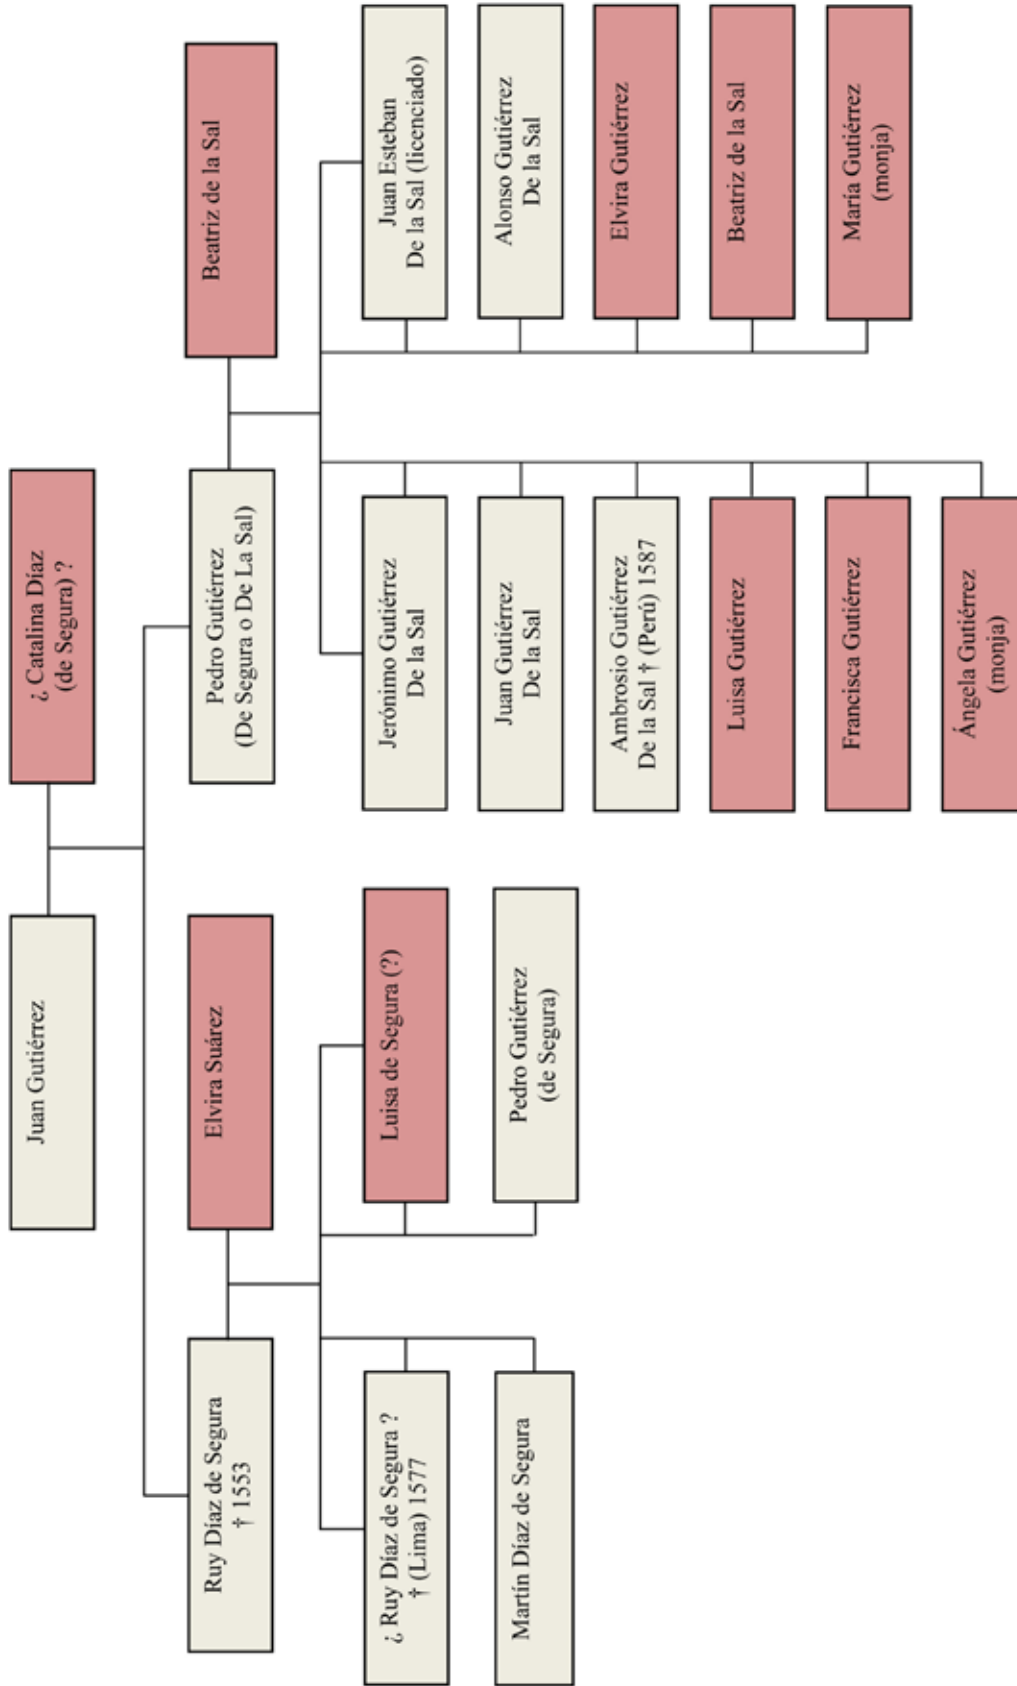 Juan Gutiérrez
¿ Catalina Díaz
(de Segura) ?
Ruy Díaz de Segura
† 1553
Elvira Suárez
Pedro Gutiérrez
(De Segura o De La Sal)
Beatriz de la Sal
¿ Ruy Díaz de Segura ?
† (Lima) 1577
Martín Díaz de Segura
Luisa de Segura (?)
Pedro Gutiérrez
(de Segura)
Jerónimo Gutiérrez
De la Sal
Juan Gutiérrez
De la Sal
Ambrosio Gutiérrez
De la Sal † (Perú) 1587
Luisa Gutiérrez
Francisca Gutiérrez
Ángela Gutiérrez
(monja)
Juan Esteban
De la Sal (licenciado)
Alonso Gutiérrez
De la Sal
Elvira Gutiérrez
Beatriz de la Sal
María Gutiérrez
(monja)